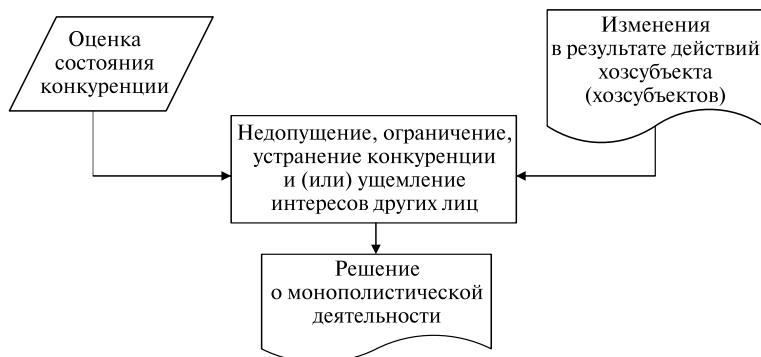 Оценка
состояния
конкуренции
Изменения
в результате действий
хозсубъекта
(хозсубъектов)
Недопущение, ограничение,
устранение конкуренции
и (или) ущемление
интересов других лиц
Решение
о монополистической
деятельности